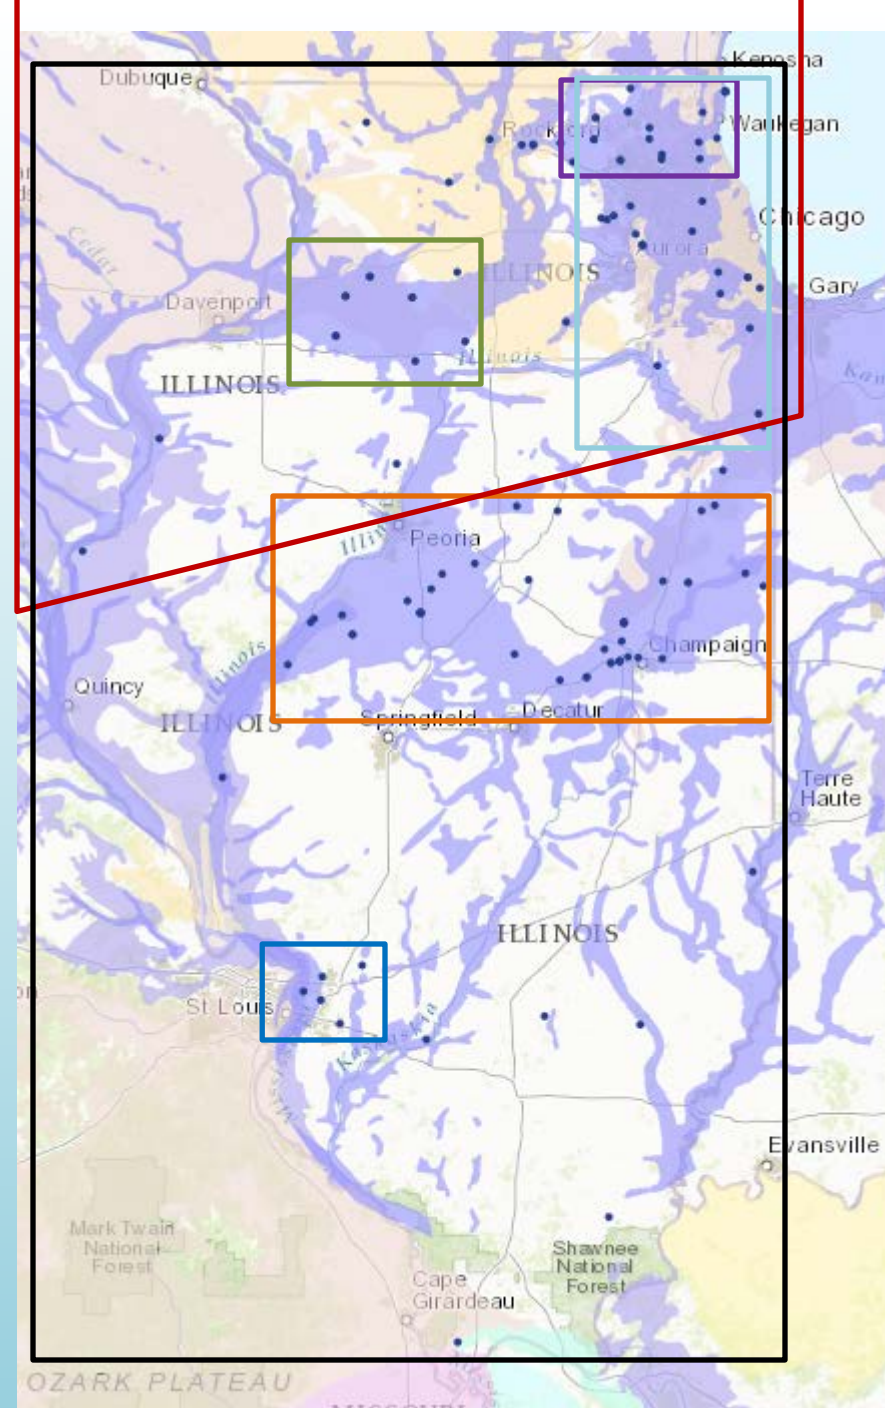 Kenosha
Dubuque
Rockford
Waukegan
Cedar
Chicago
Aurora
ILLINOIS
Gary
Davenport
Illinois
ILLINOIS
Peoria
Illinois
Champaign
Illinois
Quincy
Springfield
Decatur
ILLINOIS
Terre
Haute
ILLINOIS
St Louis
Kaskaskia
Evansville
Mark Twain
National
Forest
Shawnee
National
Forest
Cape
Girardeau
OZARK PLATEAU